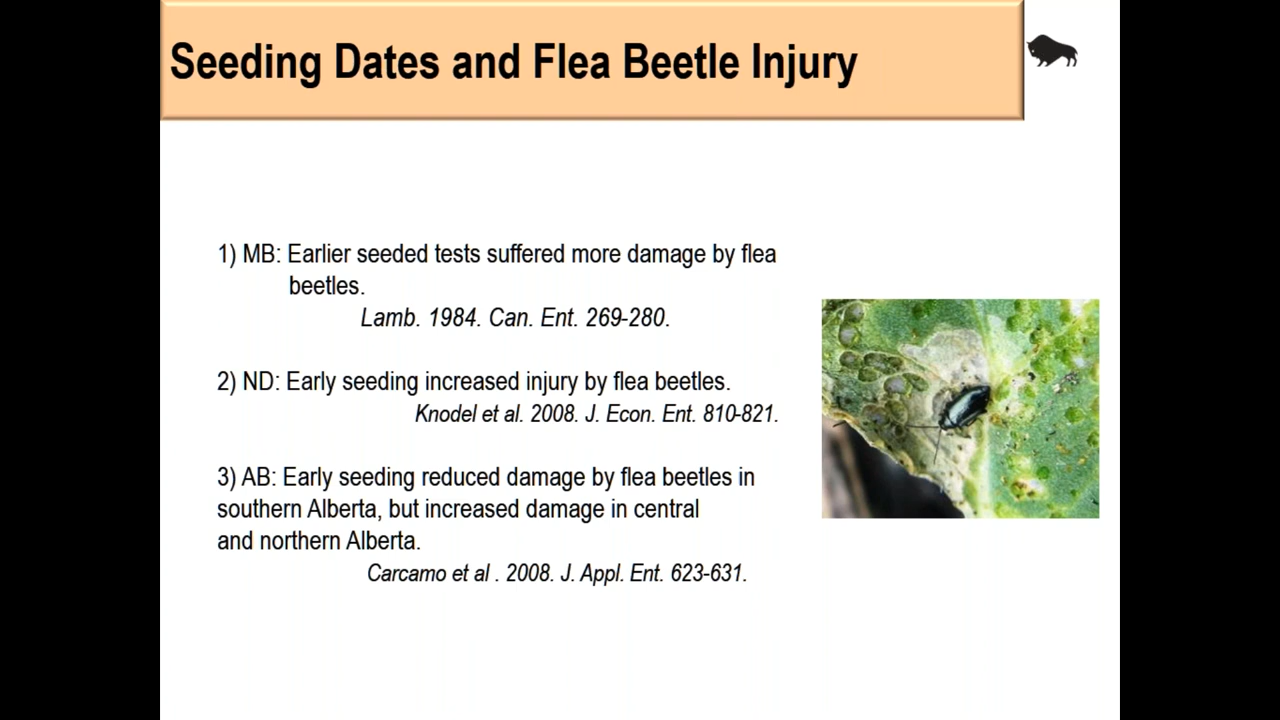 Seeding Dates and Flea Beetle Injury
1) MB: Earlier seeded tests suffered more damage by flea
beetles.
Lamb. 1984. Can. Ent. 269-280.
2) ND: Early seeding increased injury by flea beetles.
Knodel et al. 2008. J. Econ. Ent. 810-821.
3) AB: Early seeding reduced damage by flea beetles in
southern Alberta, but increased damage in central
and northern Alberta.
Carcamo et al . 2008. J. Appl. Ent. 623-631.